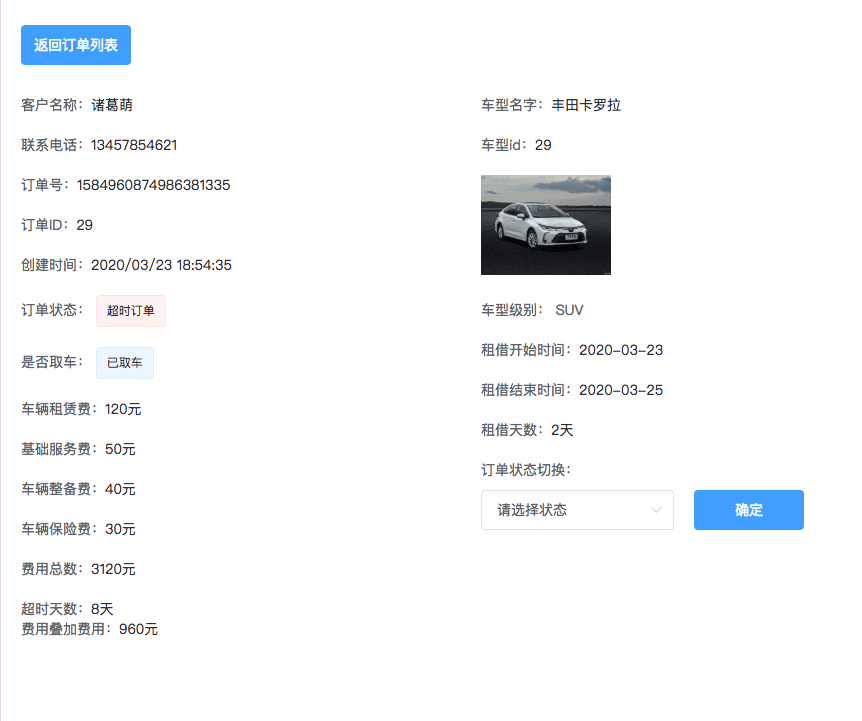 返回订单列表
客户名称：诸葛萌
联系电话：13457854621
订单号：1584960874986381335
订单ID：29
创建时间：2020/03/23 18:54:35
订单状态： 超时订单
是否取车： 已取车
车辆租赁费：120元
基础服务费：50元
车辆整备费：40元
车辆保险费：30元
费用总数：3120元
超时天数：8天
费用叠加费用：960元
车型名字：丰田卡罗拉
车型id：29
车型级别： SUV
租借开始时间：2020-03-23
租借结束时间：2020-03-25
租借天数：2天
订单状态切换：
请选择状态
确定